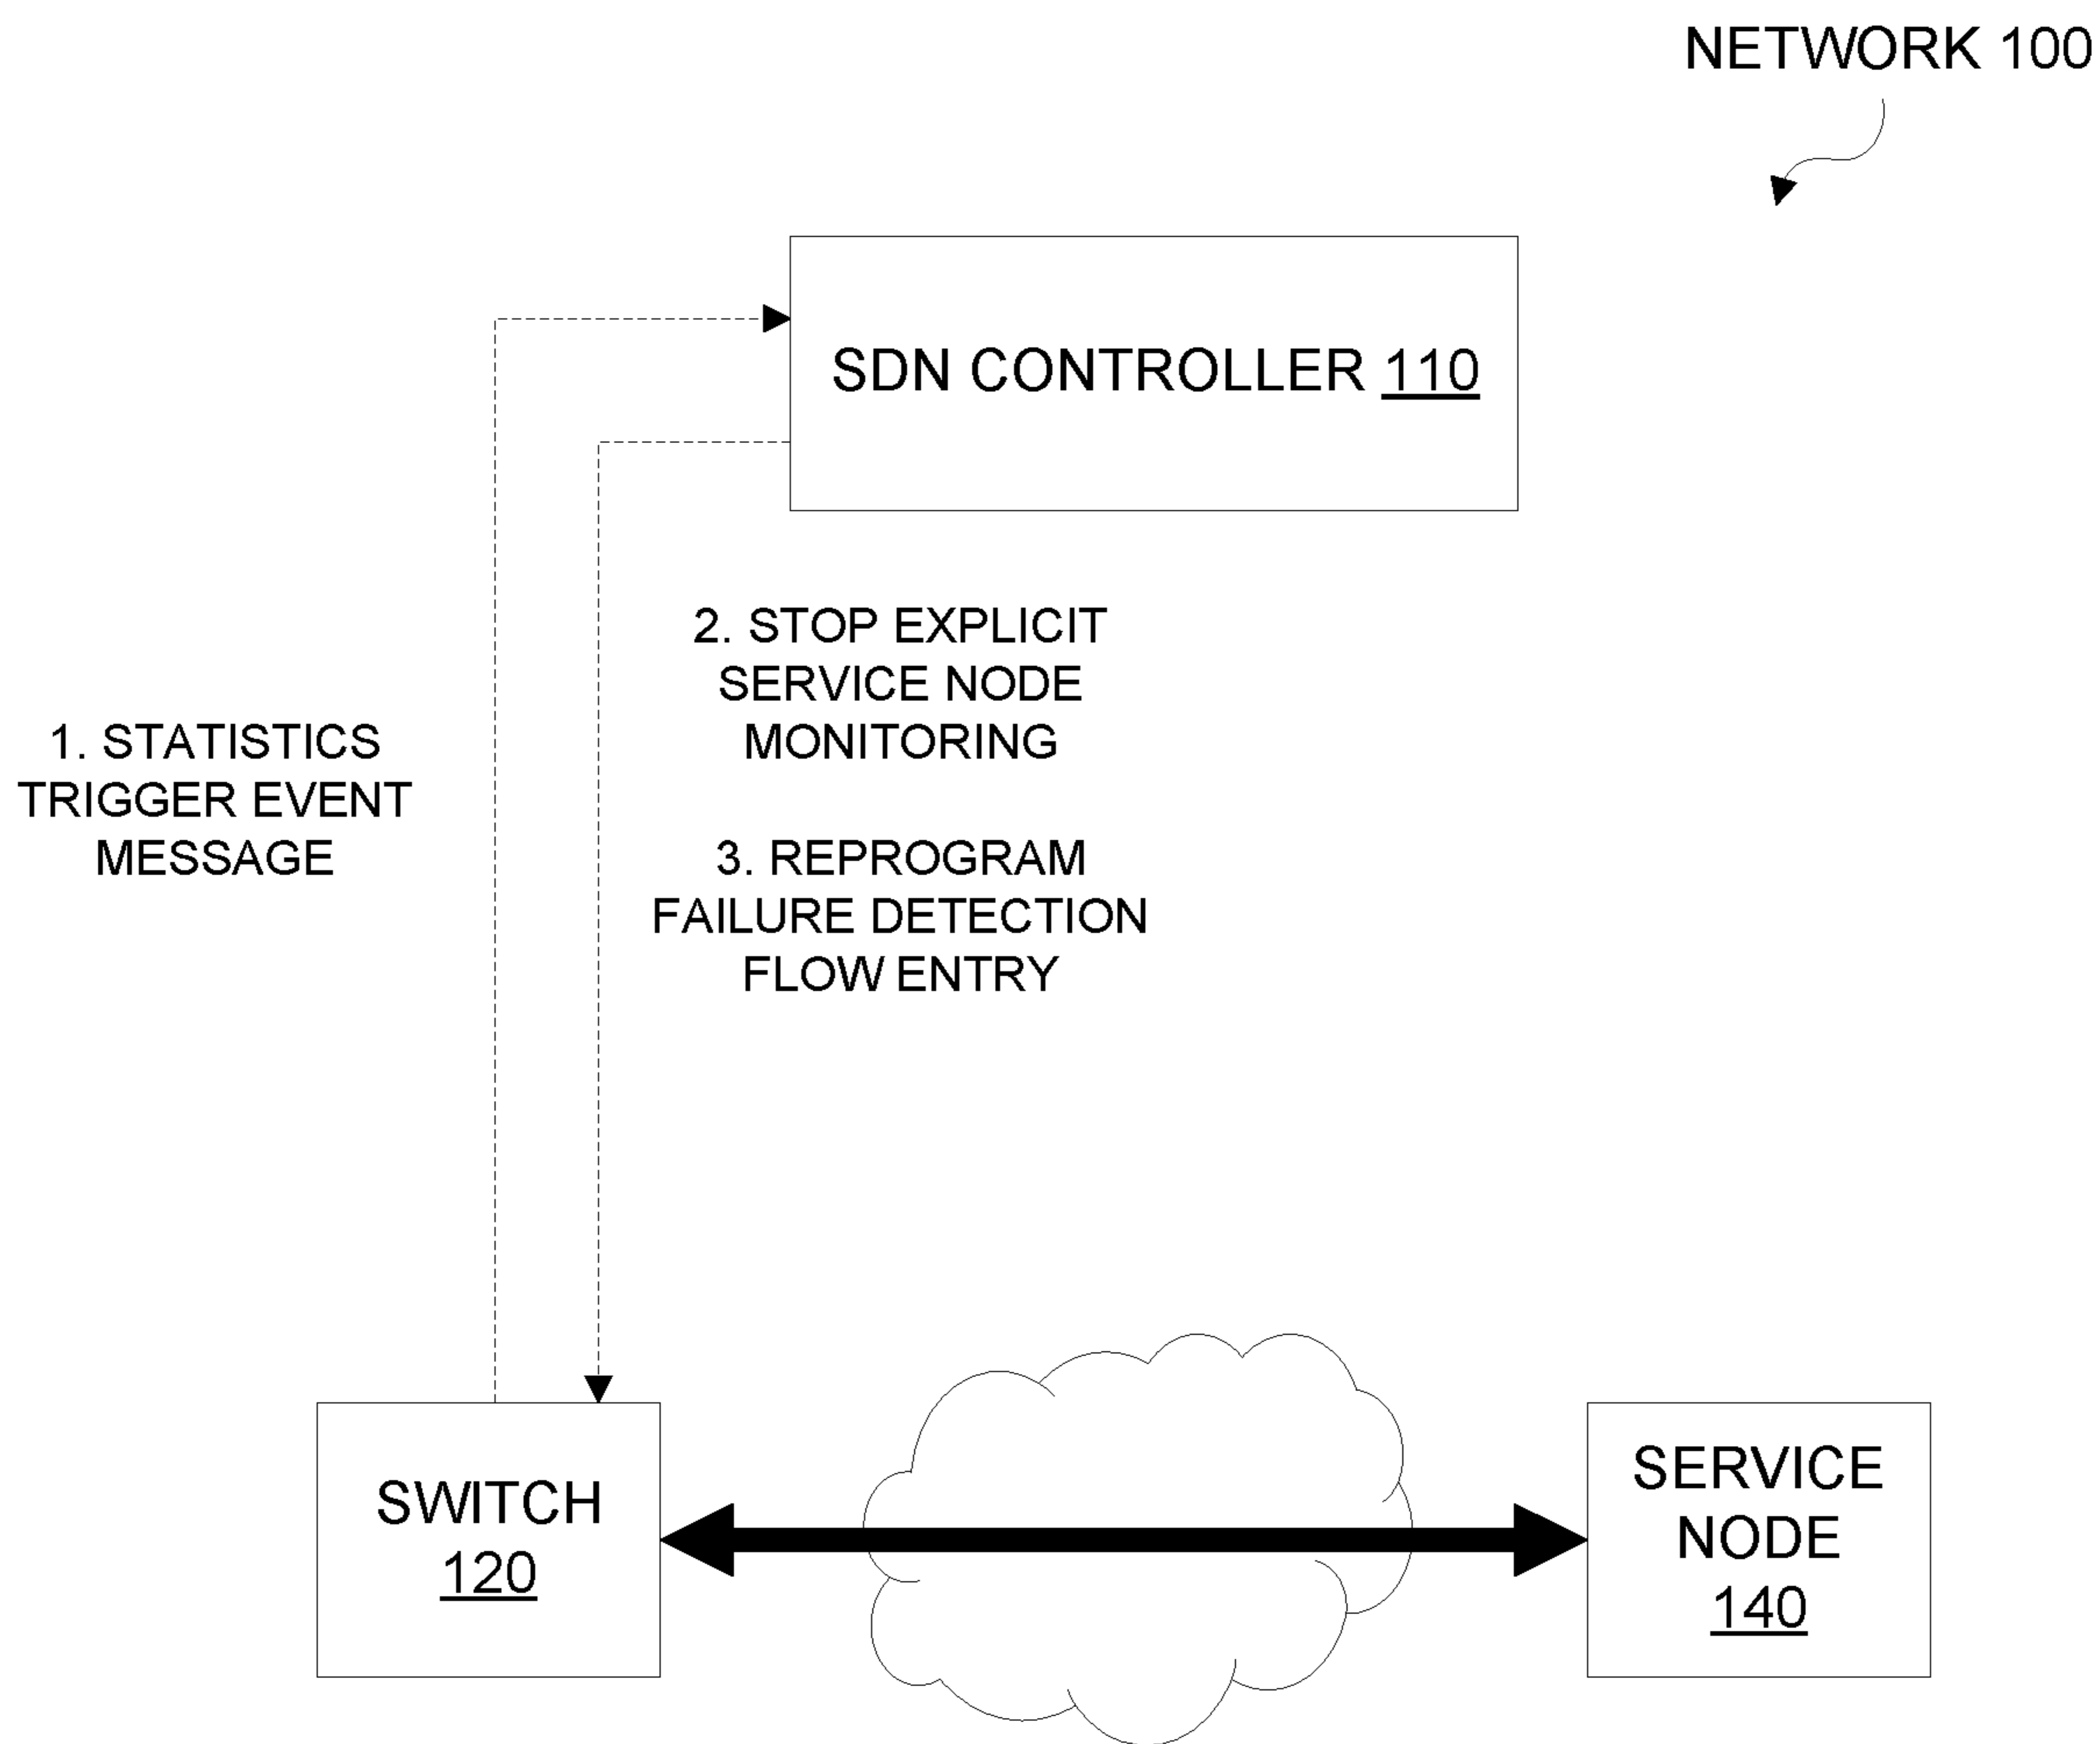 NETWORK 100
SDN CONTROLLER 110
2. STOP EXPLICIT
SERVICE NODE
MONITORING
1. STATISTICS
TRIGGER EVENT
MESSAGE
3. REPROGRAM
FAILURE DETECTION
FLOW ENTRY
SWITCH
120
SERVICE
NODE
140